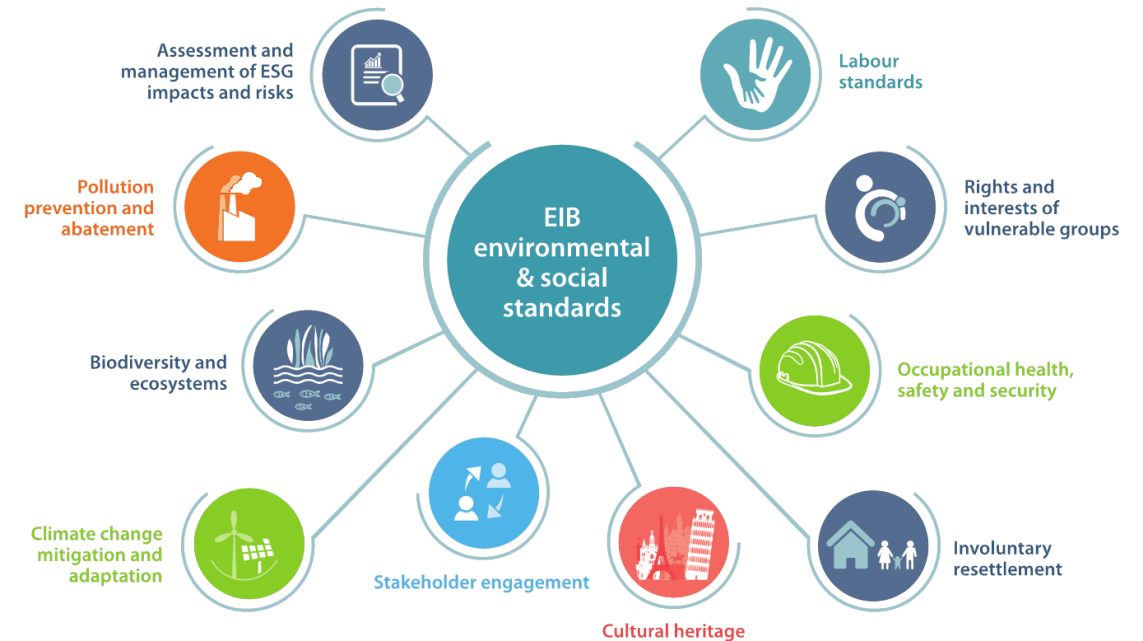 Assessment and
management of ESG
impacts and risks
Labour
standards
Pollution
prevention and
abatement
EIB
environmental
& social
standards
Rights and
interests of
vulnerable groups
Biodiversity and
ecosystems
Occupational health,
safety and security
Climate change
mitigation and
adaptation
Stakeholder engagement
Cultural heritage
Involuntary
resettlement